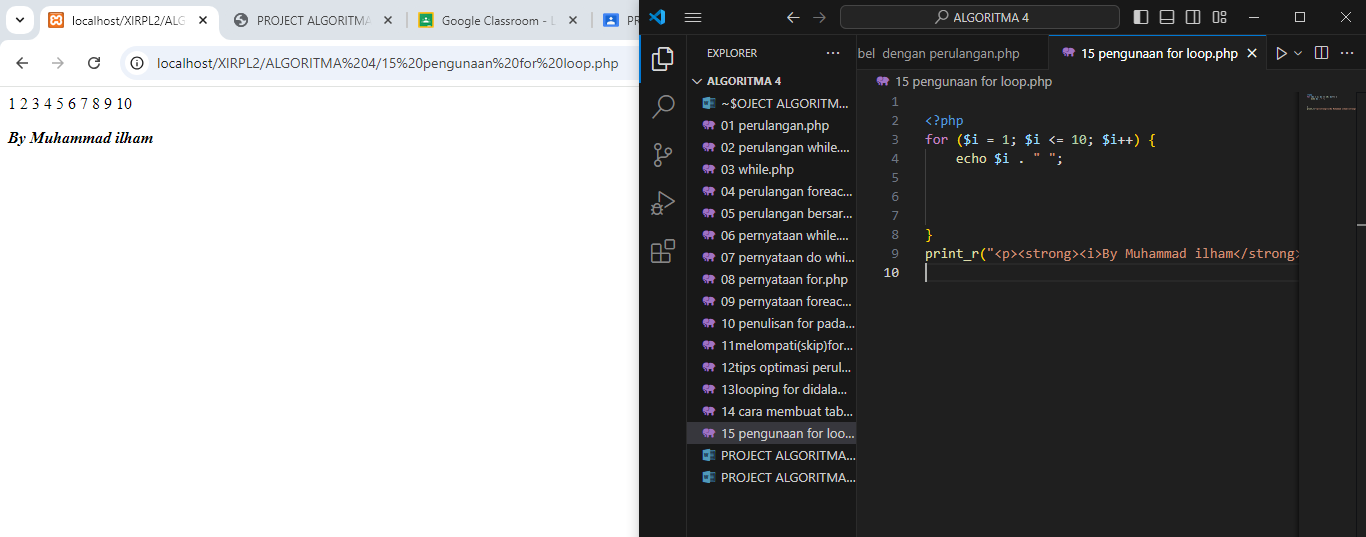 localhost/XIRPL2/ALG
PROJECT ALGORITMA
Google Classroom - L
PR
localhost/XIRPL2/ALGORITMA%204/15%20pengunaan%20for%20loop.php
1 2 3 4 5 6 7 8 9 10
By Muhammad ilham
ALGORITMA 4
EXPLORER
ALGORITMA 4
~$OJECT ALGORITM...
01 perulangan.php
02 perulangan while....
03 while.php
04 perulangan foreac...
05 perulangan bersar...
06 pernyataan while....
07 pernyataan do whi...
08 pernyataan for.php
09 pernyataan foreac...
10 penulisan for pada...
11melompati(skip)for...
12tips optimasi perul...
13looping for didala...
14 cara membuat tab...
15 pengunaan for loo...
PROJECT ALGORITMA...
PROJECT ALGORITMA...
bel dengan perulangan.php
15 pengunaan for loop.php
15 pengunaan for loop.php
1
2 <?php
3 for ($i = 1; $i <= 10; $i++) {
4 echo $i . " ";
5
6
7
8 }
9 print_r("<p><strong><i>By Muhammad ilham</strong>
10